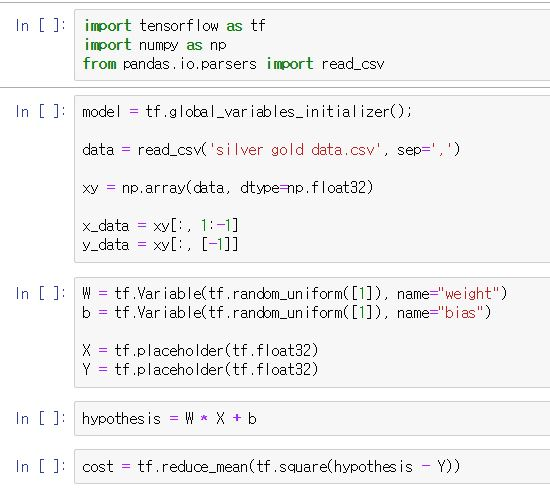 In [ ]: import tensorflow as tf
import numpy as np
from pandas.io.parsers import read_csv
In [ ]: model = tf.global_variables_initializer();
data = read_csv('silver gold data.csv', sep=',')
xy = np.array(data, dtype=np.float32)
x_data = xy[:, 1:-1]
y_data = xy[:, [-1]]
In [ ]: W = tf.Variable(tf.random_uniform([1]), name="weight")
b = tf.Variable(tf.random_uniform([1]), name="bias")
X = tf.placeholder(tf.float32)
Y = tf.placeholder(tf.float32)
In [ ]: hypothesis = W * X + b
In [ ]: cost = tf.reduce_mean(tf.square(hypothesis - Y))